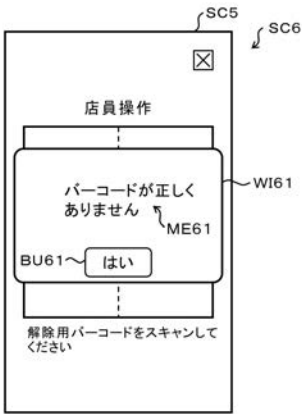 SC5
SC6
店員操作
バーコードが正しく
ありません
WI61
ME61
BU61
はい
解除用バーコードをスキャンして
ください